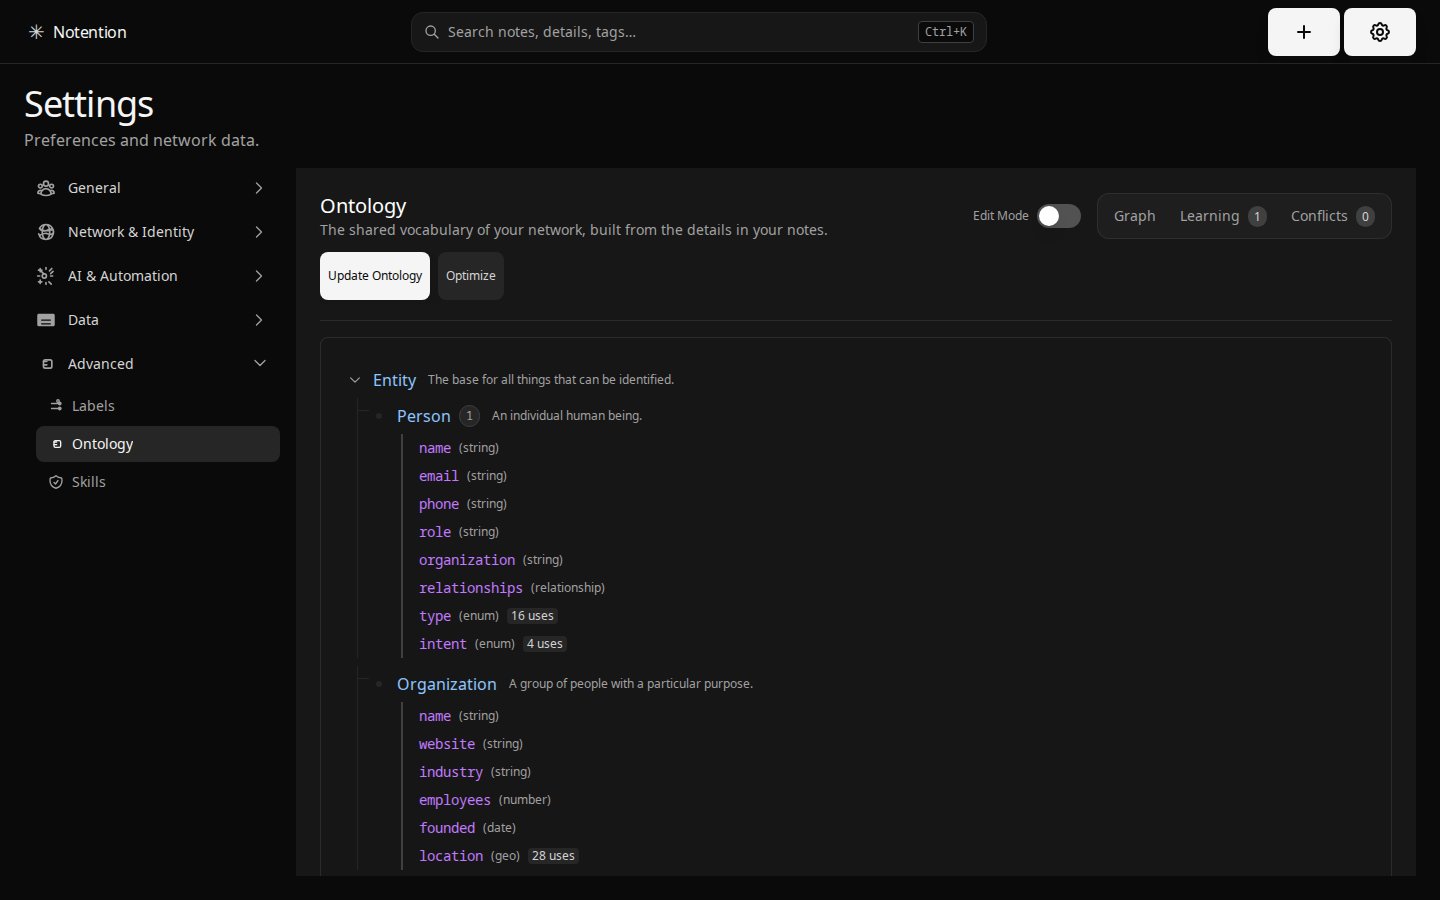 Notention
Search notes, details, tags...
Ctrl+K
Settings
Preferences and network data.
General
Network & Identity
AI & Automation
Data
Advanced
Labels
Ontology
Skills
Ontology
The shared vocabulary of your network, built from the details in your notes.
Edit Mode
Graph
Learning 1
Conflicts 0
Update Ontology
Optimize
Entity The base for all things that can be identified.
Person 1 An individual human being.
name (string)
email (string)
phone (string)
role (string)
organization (string)
relationships (relationship)
type (enum) 16 uses
intent (enum) 4 uses
Organization A group of people with a particular purpose.
name (string)
website (string)
industry (string)
employees (number)
founded (date)
location (geo) 28 uses